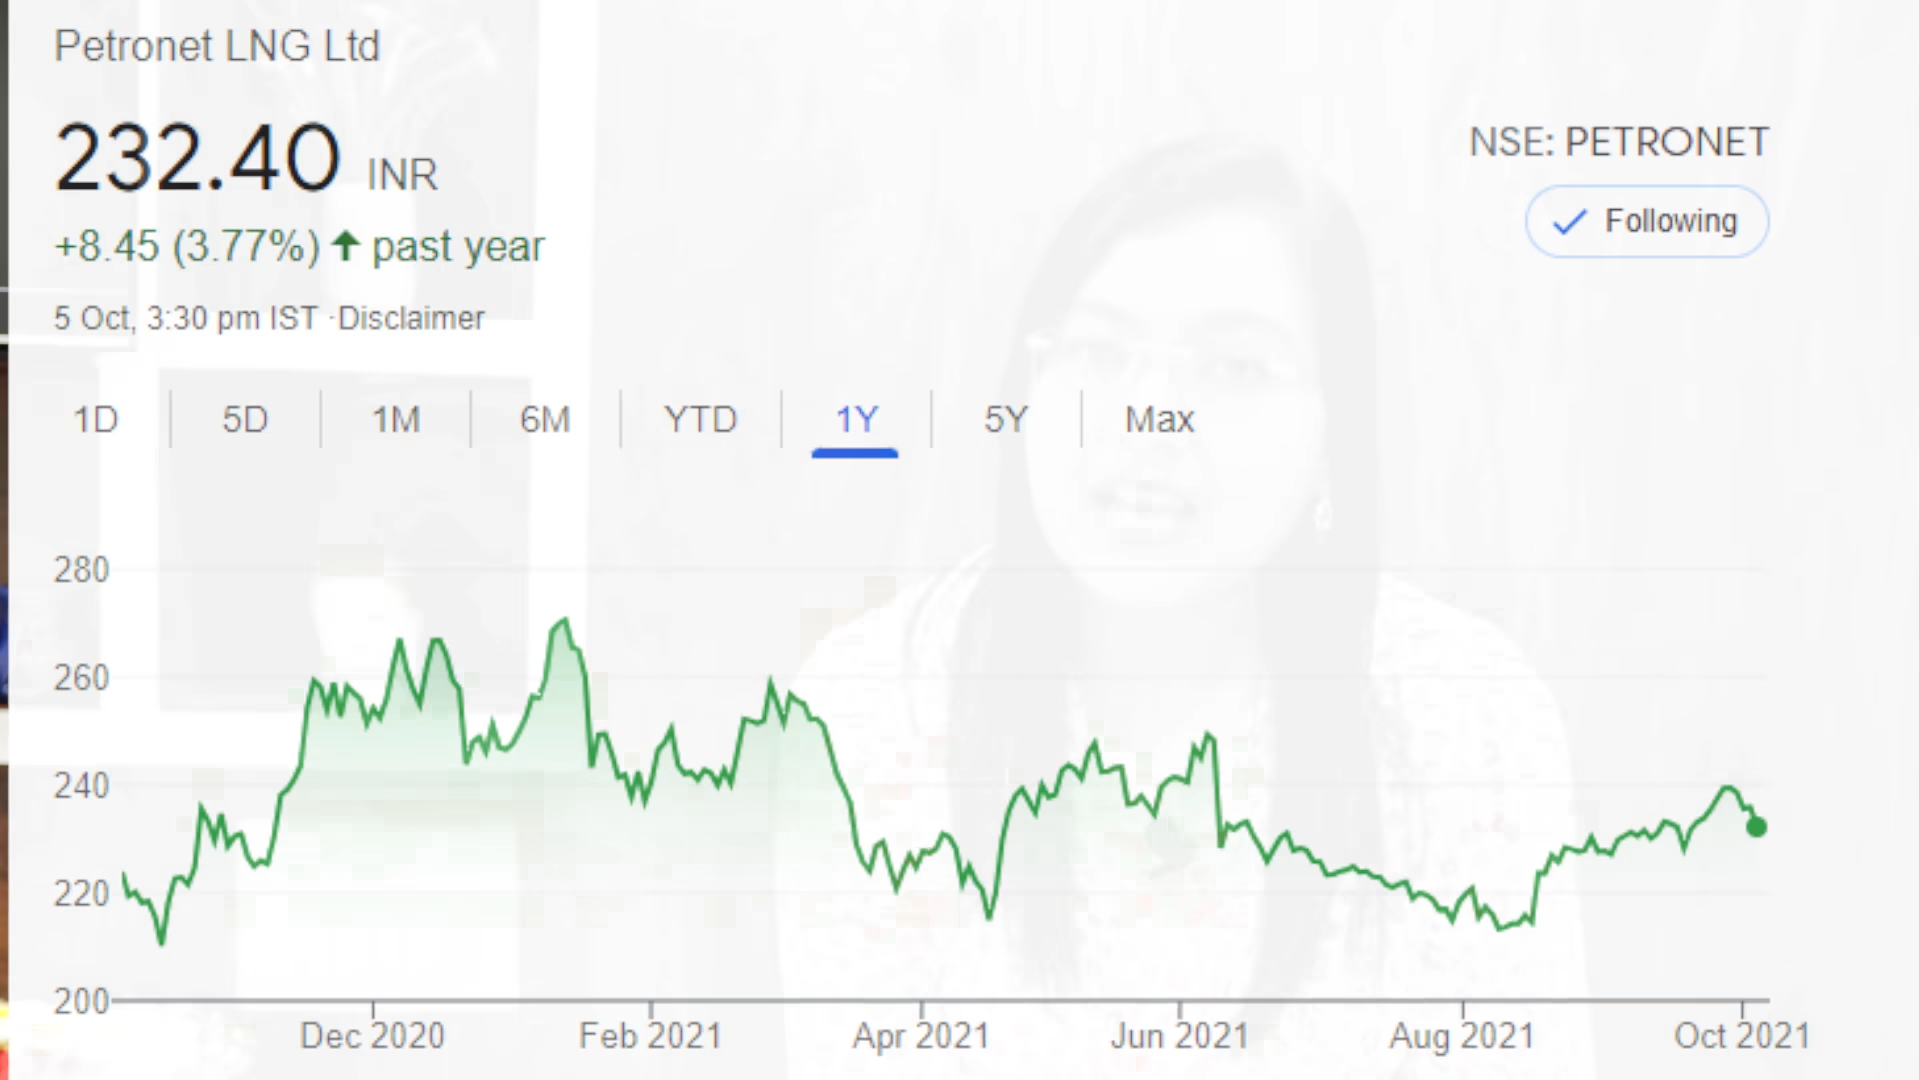 Petronet LNG Ltd
232.40 INR
NSE: PETRONET
Following
+8.45 (3.77%) ↑ past year
5 Oct, 3:30 pm IST · Disclaimer
1D 5D 1M 6M YTD 1Y 5Y Max
280
260
240
220
200
Dec 2020 Feb 2021 Apr 2021 Jun 2021 Aug 2021 Oct 2021